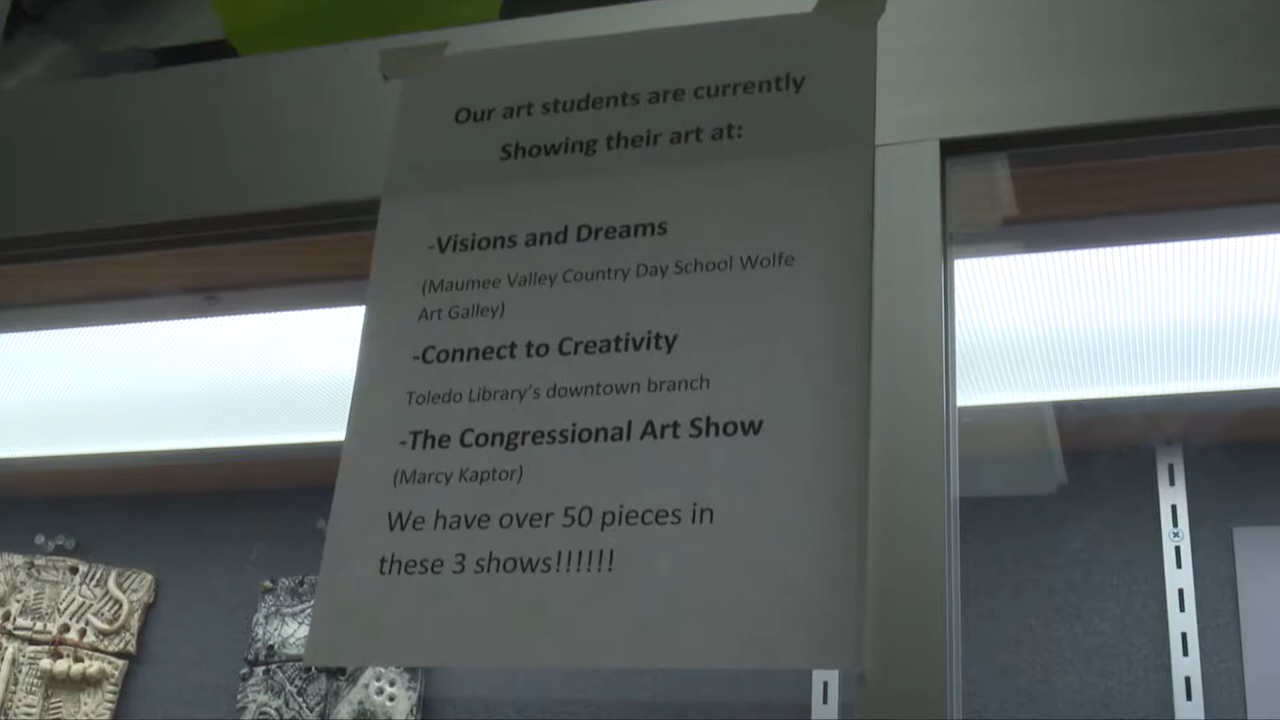 Our art students are currently
Showing their art at:
-Visions and Dreams
(Maumee Valley Country Day School Wolfe
Art Galley)
-Connect to Creativity
Toledo Library's downtown branch
-The Congressional Art Show
(Marcy Kaptor)
We have over 50 pieces in
these 3 shows!!!!!!